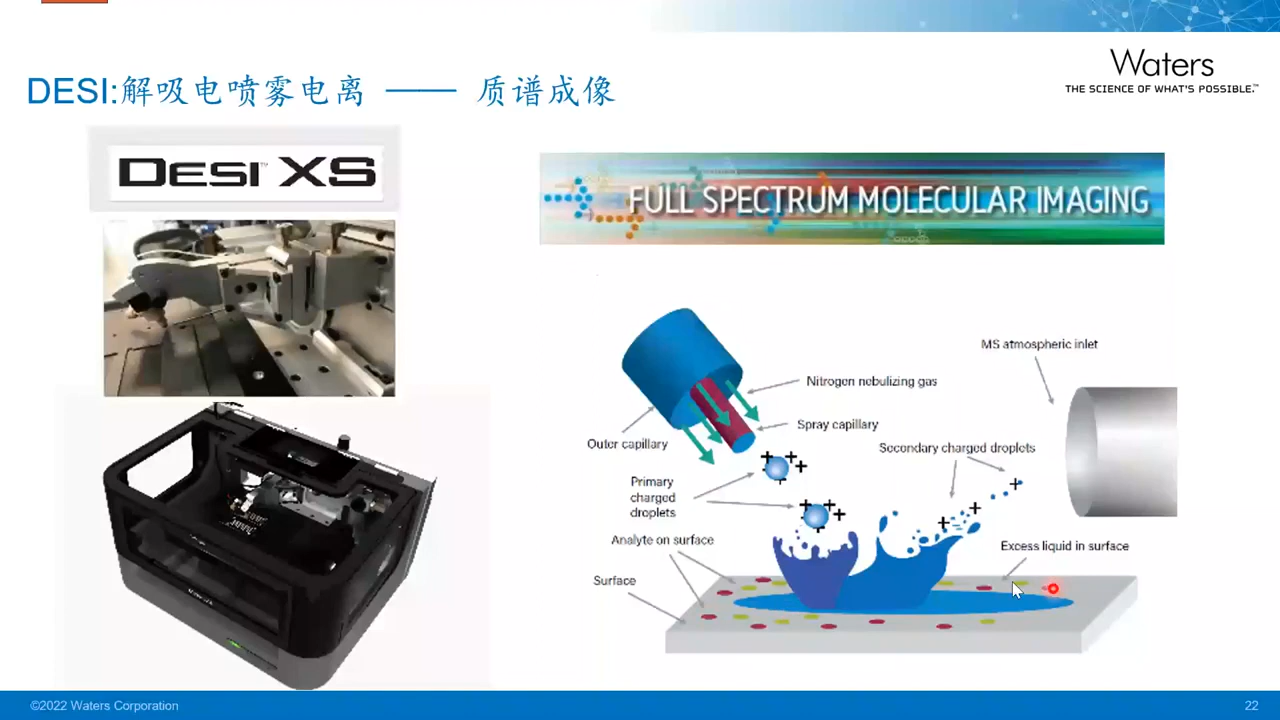 DESI:解吸电喷雾电离 —— 质谱成像
Waters
THE SCIENCE OF WHAT'S POSSIBLE.™
DESI™ XS
FULL SPECTRUM MOLECULAR IMAGING
MS atmospheric inlet
Nitrogen nebulizing gas
Spray capillary
Outer capillary
Secondary charged droplets
Primary
charged
droplets
Analyte on surface
Excess liquid in surface
Surface
©2022 Waters Corporation
22